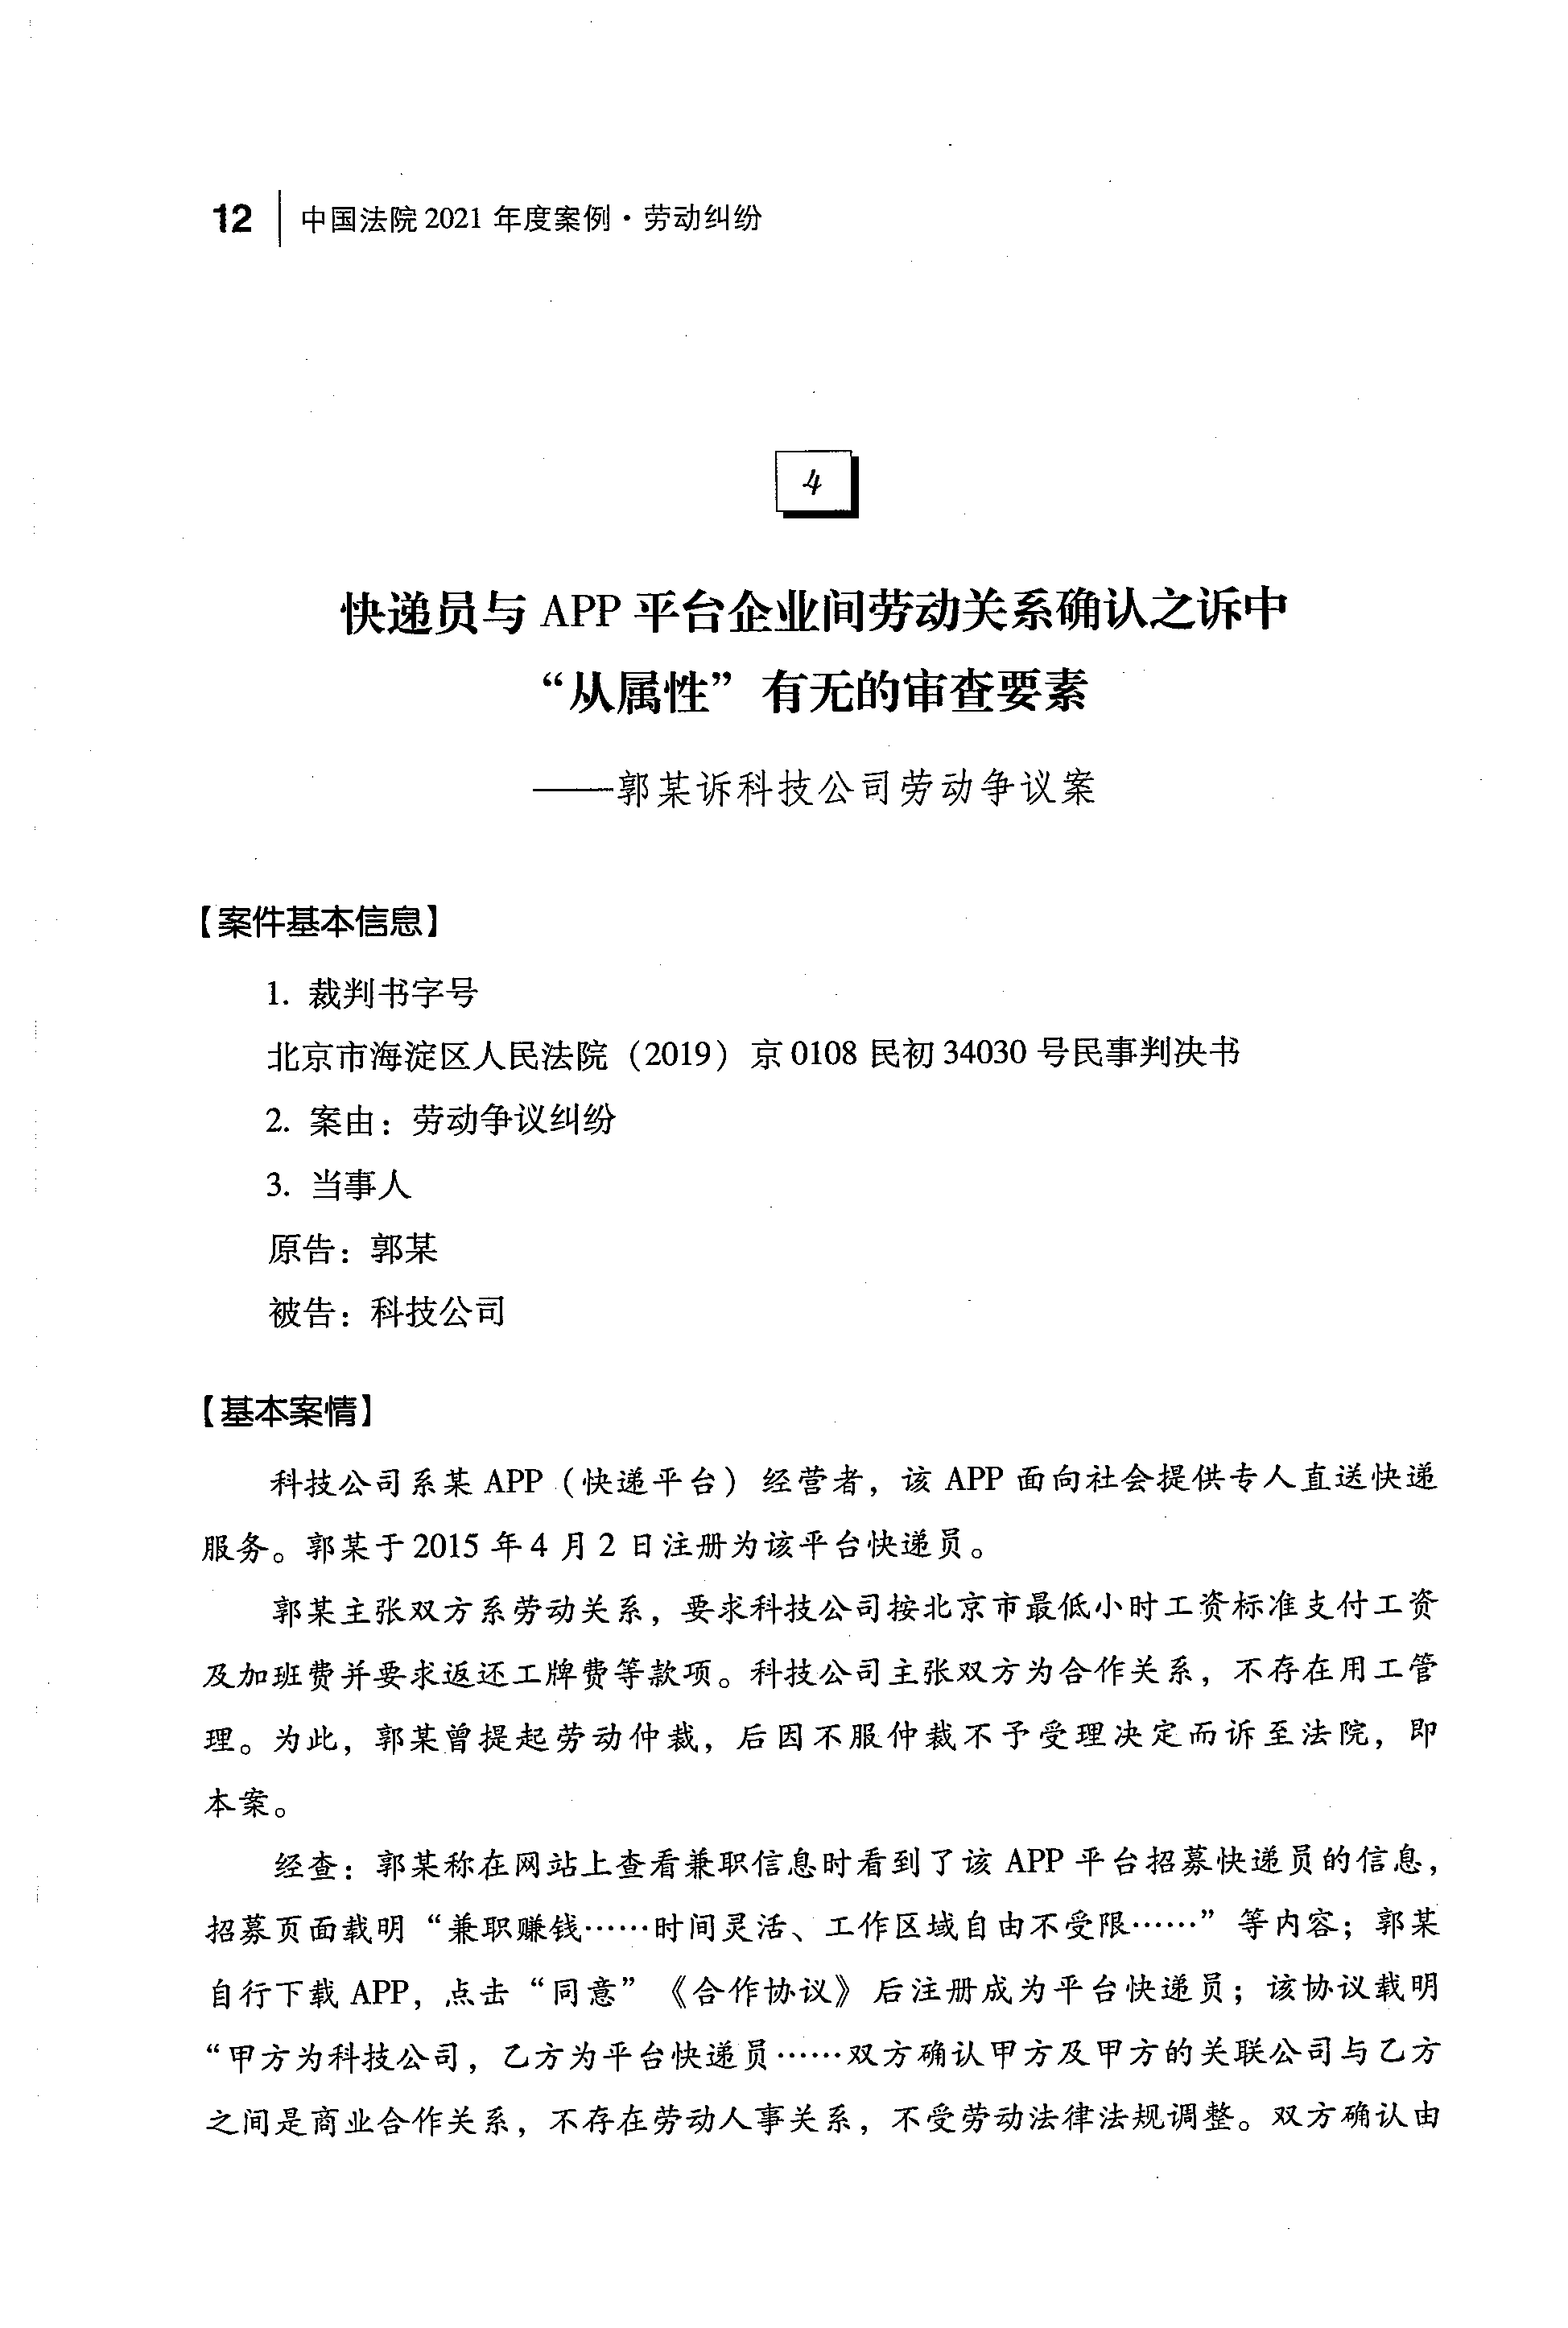 12 中国法院 2021 年度案例·劳动纠纷
4
快递员与 APP 平台企业间劳动关系确认之诉中
“从属性”有无的审查要素
——郭某诉科技公司劳动争议案
【案件基本信息】
1. 裁判书字号
北京市海淀区人民法院（2019）京 0108 民初 34030 号民事判决书
2. 案由：劳动争议纠纷
3. 当事人
原告：郭某
被告：科技公司
【基本案情】
科技公司系某 APP（快递平台）经营者，该 APP 面向社会提供专人直送快递
服务。郭某于 2015 年 4 月 2 日注册为该平台快递员。
郭某主张双方系劳动关系，要求科技公司按北京市最低小时工资标准支付工资
及加班费并要求返还工牌费等款项。科技公司主张双方为合作关系，不存在用工管
理。为此，郭某曾提起劳动仲裁，后因不服仲裁不予受理决定而诉至法院，即
本案。
经查：郭某称在网站上查看兼职信息时看到了该 APP 平台招募快递员的信息，
招募页面载明“兼职赚钱……时间灵活、工作区域自由不受限……”等内容；郭某
自行下载 APP，点击“同意”《合作协议》后注册成为平台快递员；该协议载明
“甲方为科技公司，乙方为平台快递员……双方确认甲方及甲方的关联公司与乙方
之间是商业合作关系，不存在劳动人事关系，不受劳动法律法规调整。双方确认由